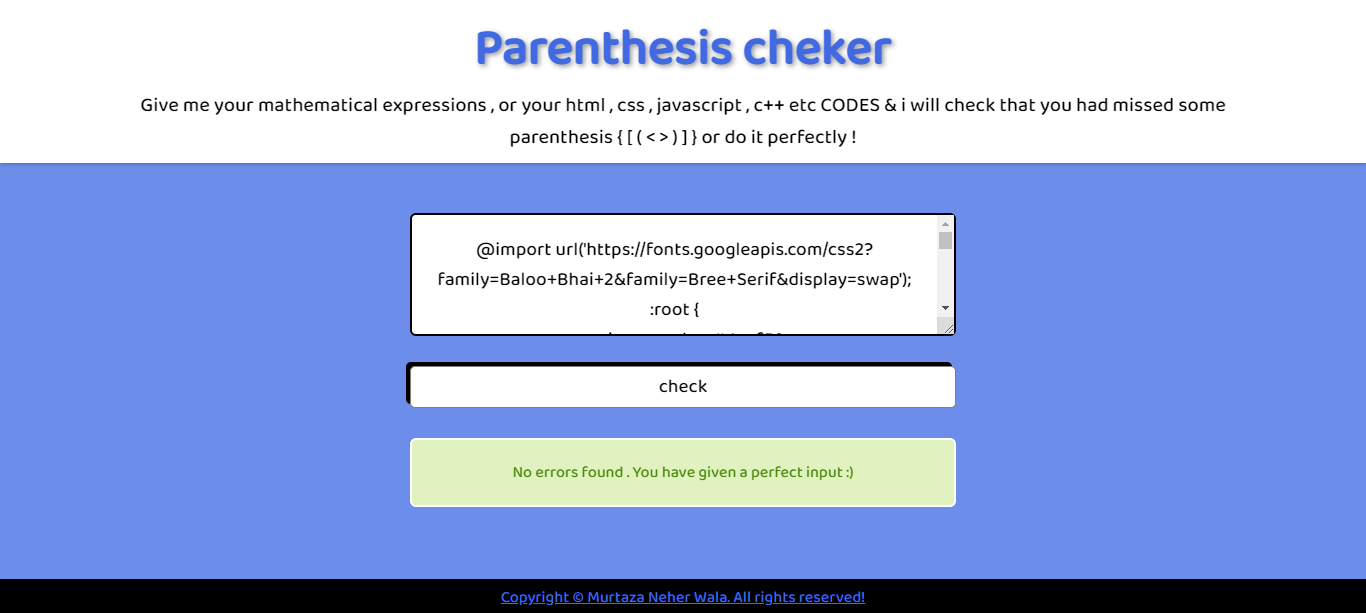 Parenthesis cheker
Give me your mathematical expressions , or your html , css , javascript , c++ etc CODES & i will check that you had missed some
parenthesis { [ ( < > ) ] } or do it perfectly !
@import url('https://fonts.googleapis.com/css2?
family=Baloo+Bhai+2&family=Bree+Serif&display=swap');
:root {
check
No errors found . You have given a perfect input :)
Copyright © Murtaza Neher Wala. All rights reserved!